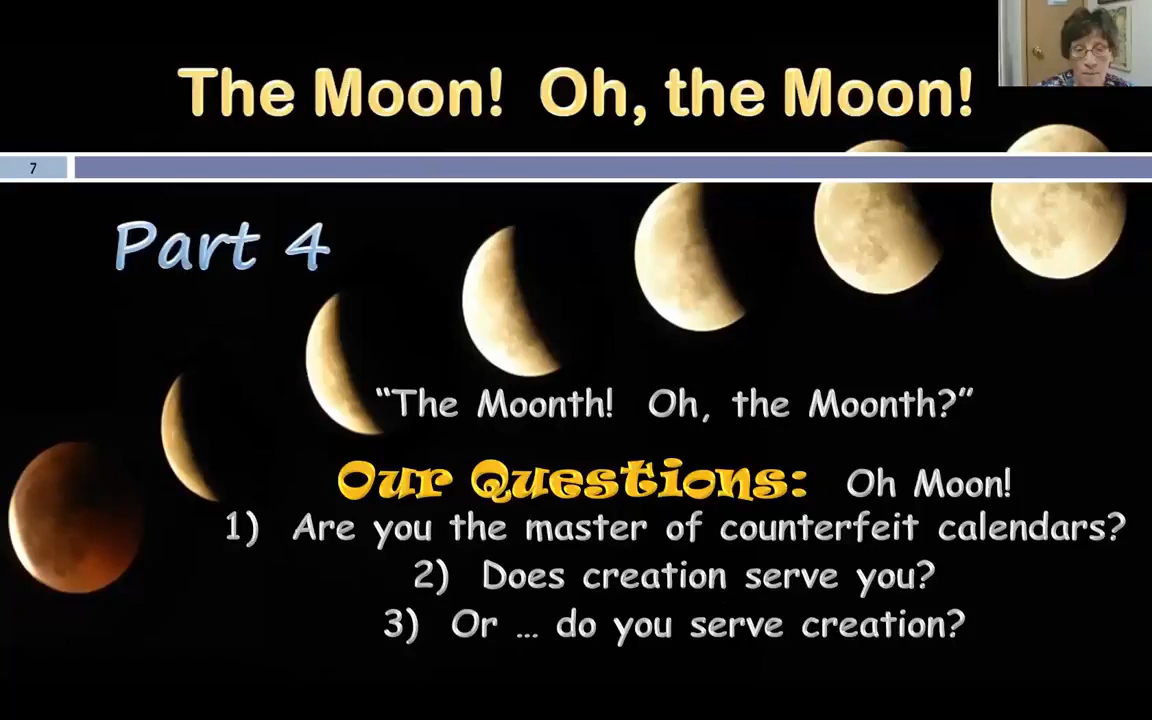 The Moon! Oh, the Moon!
7
Part 4
“The Moonth! Oh, the Moonth?”
Our Questions: Oh Moon!
1) Are you the master of counterfeit calendars?
2) Does creation serve you?
3) Or ... do you serve creation?